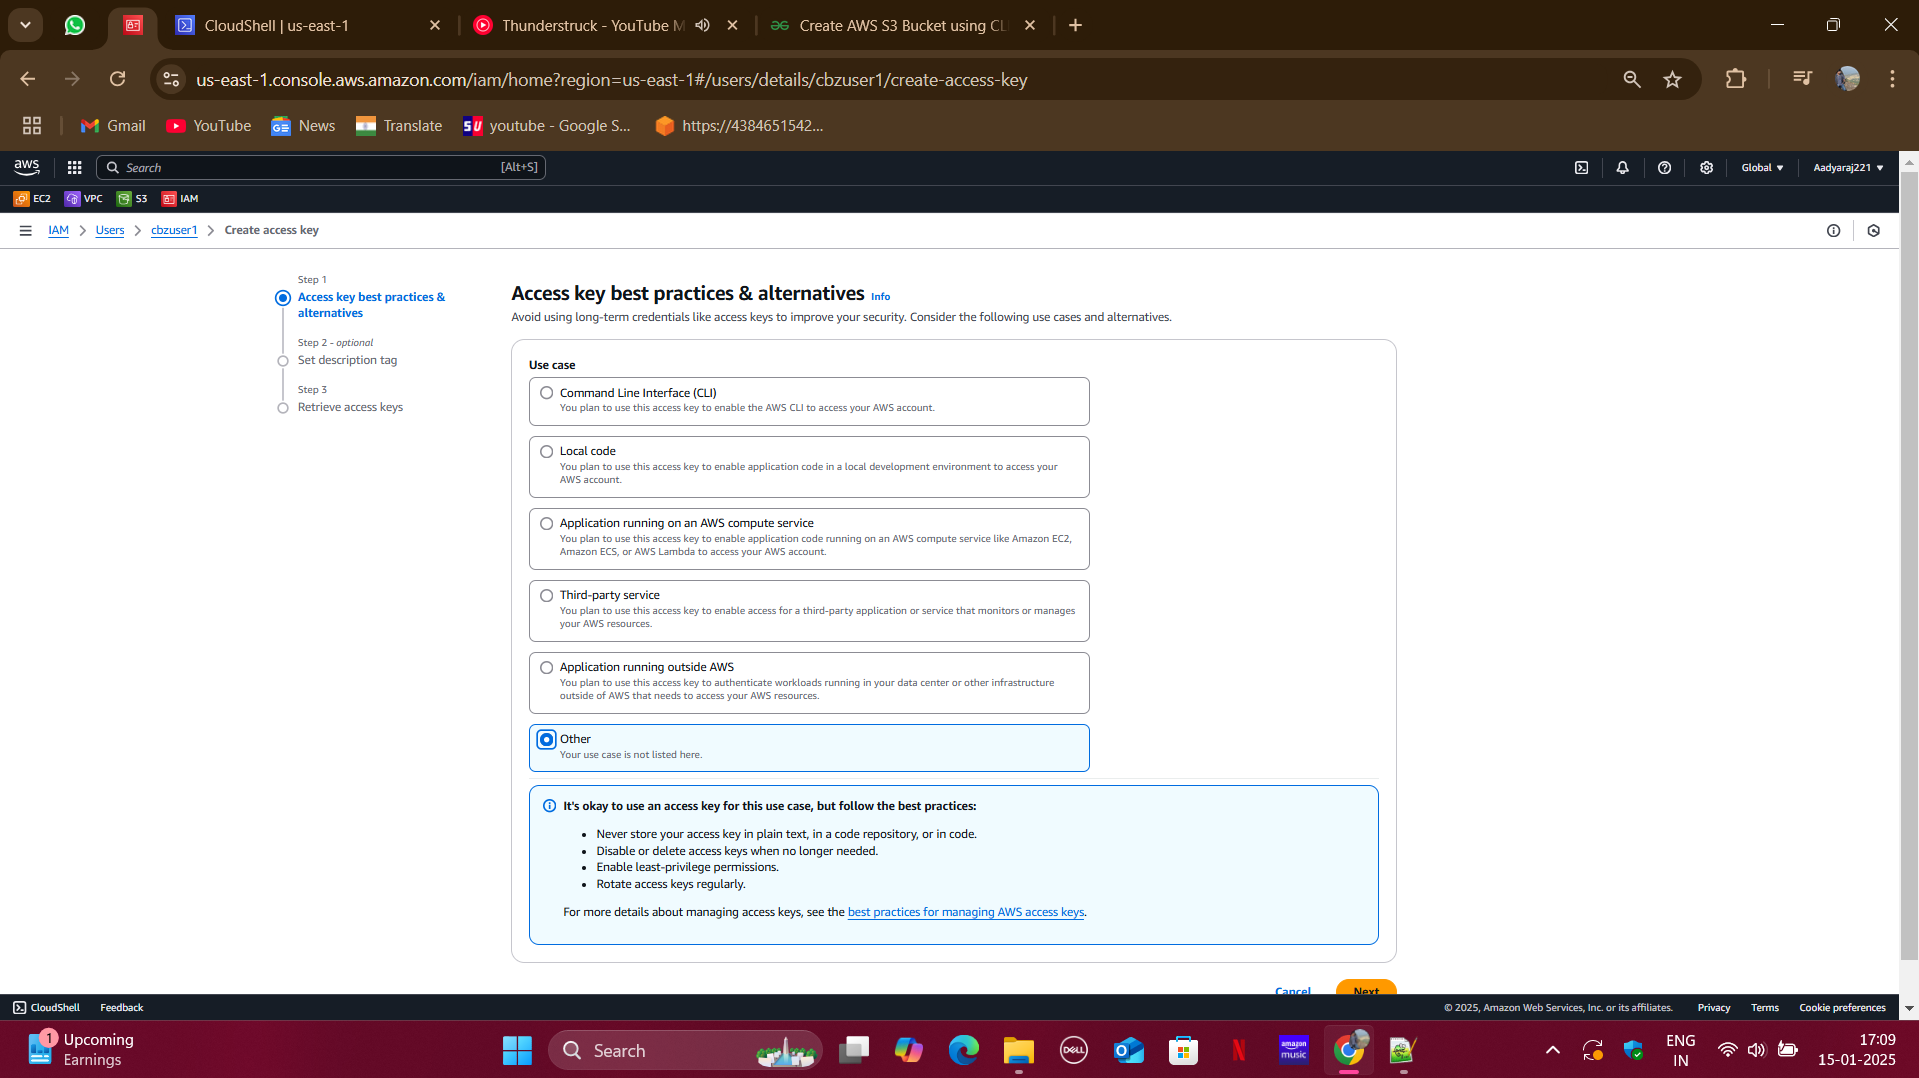 CloudShell | us-east-1
Thunderstruck - YouTube M
Create AWS S3 Bucket using CL
us-east-1.console.aws.amazon.com/iam/home?region=us-east-1#/users/details/cbzuser1/create-access-key
Gmail
YouTube
News
Translate
youtube - Google S...
https://4384651542...
aws
Search
[Alt+S]
Global
Aadyaraj221
EC2
VPC
S3
IAM
IAM
Users
cbzuser1
Create access key
Step 1
Access key best practices &
alternatives
Step 2 - optional
Set description tag
Step 3
Retrieve access keys
Access key best practices & alternatives Info
Avoid using long-term credentials like access keys to improve your security. Consider the following use cases and alternatives.
Use case
Command Line Interface (CLI)
You plan to use this access key to enable the AWS CLI to access your AWS account.
Local code
You plan to use this access key to enable application code in a local development environment to access your
AWS account.
Application running on an AWS compute service
You plan to use this access key to enable application code running on an AWS compute service like Amazon EC2,
Amazon ECS, or AWS Lambda to access your AWS account.
Third-party service
You plan to use this access key to enable access for a third-party application or service that monitors or manages
your AWS resources.
Application running outside AWS
You plan to use this access key to authenticate workloads running in your data center or other infrastructure
outside of AWS that needs to access your AWS resources.
Other
Your use case is not listed here.
It's okay to use an access key for this use case, but follow the best practices:
• Never store your access key in plain text, in a code repository, or in code.
• Disable or delete access keys when no longer needed.
• Enable least-privilege permissions.
• Rotate access keys regularly.
For more details about managing access keys, see the best practices for managing AWS access keys.
Cancel
Next
CloudShell
Feedback
© 2025, Amazon Web Services, Inc. or its affiliates.
Privacy
Terms
Cookie preferences
1
Upcoming
Earnings
Search
DELL
amazon
music
ENG
IN
17:09
15-01-2025